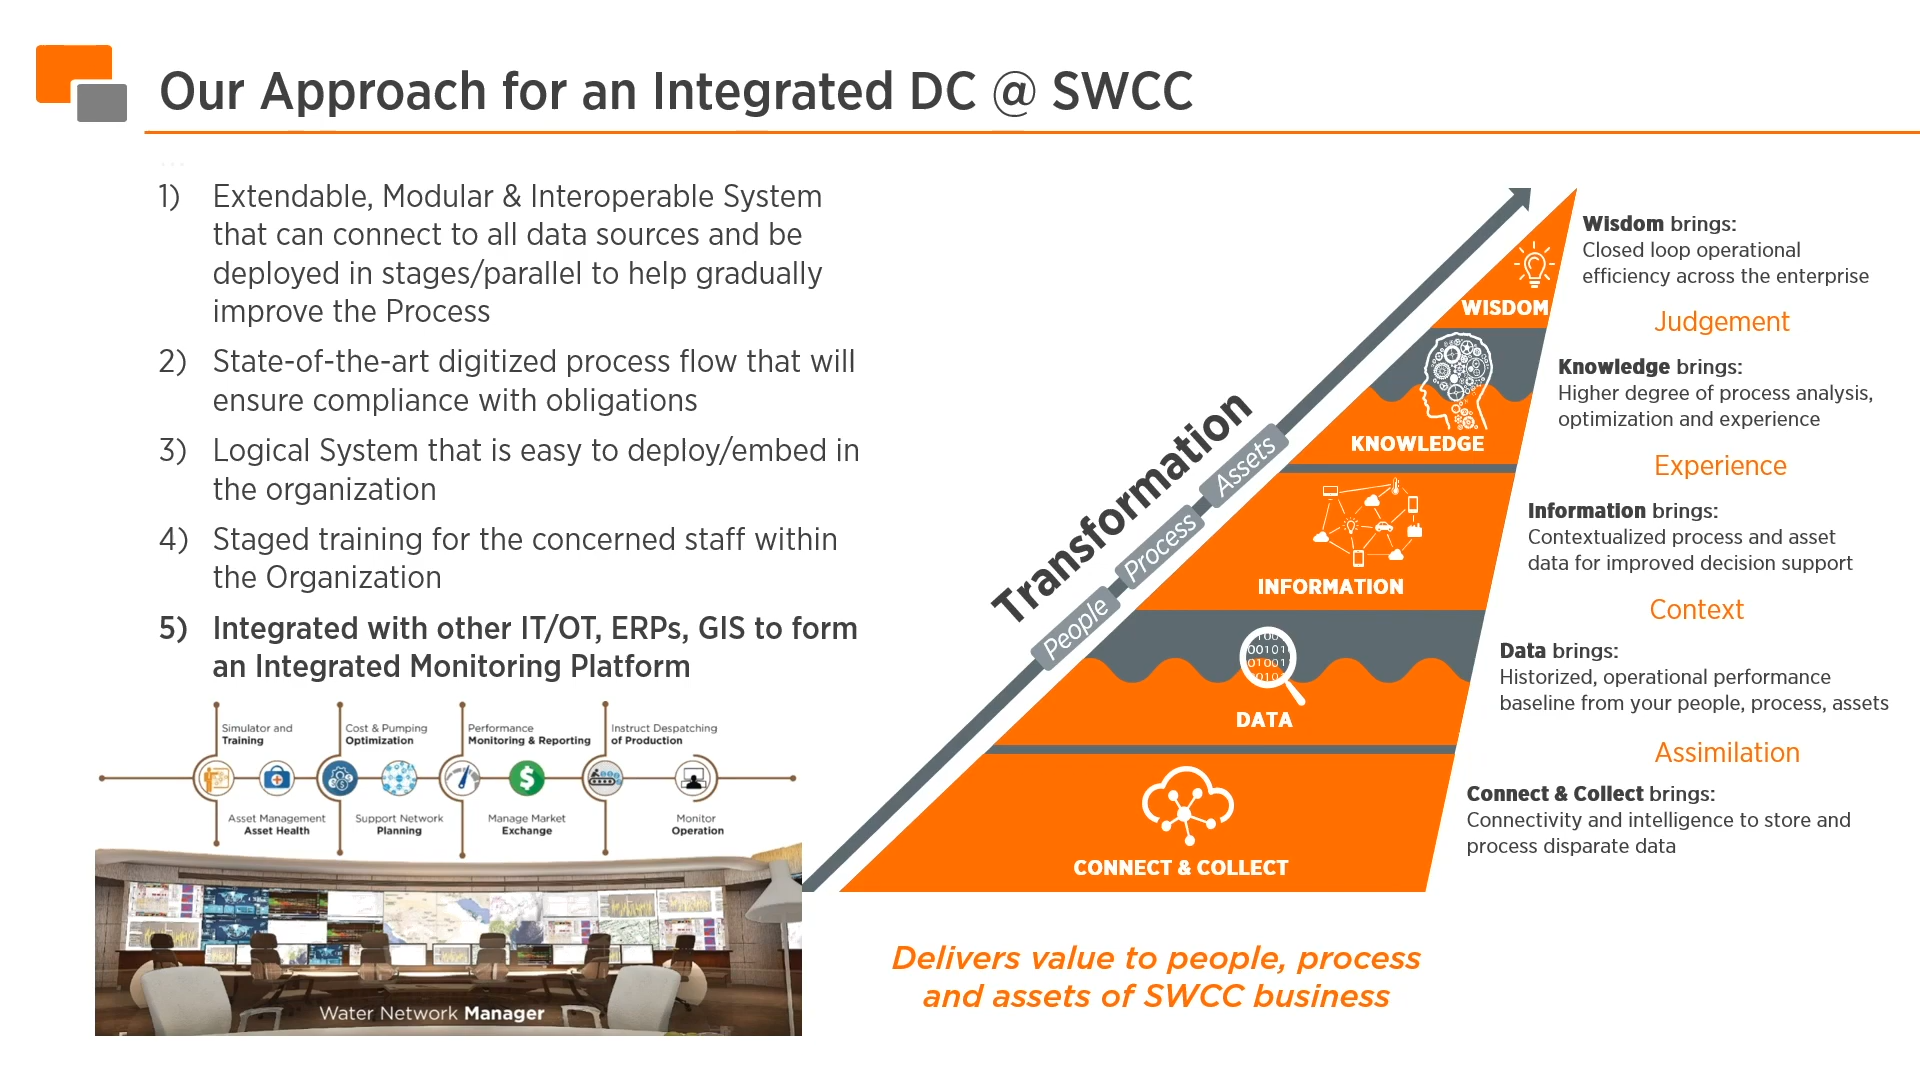 Our Approach for an Integrated DC @ SWCC
...
1) Extendable, Modular & Interoperable System
that can connect to all data sources and be
deployed in stages/parallel to help gradually
improve the Process
2) State-of-the-art digitized process flow that will
ensure compliance with obligations
3) Logical System that is easy to deploy/embed in
the organization
4) Staged training for the concerned staff within
the Organization
5) Integrated with other IT/OT, ERPs, GIS to form
an Integrated Monitoring Platform
Simulator and
Training
Cost & Pumping
Optimization
Performance
Monitoring & Reporting
Instruct Despatching
of Production
Asset Management
Asset Health
Support Network
Planning
Manage Market
Exchange
Monitor
Operation
Water Network Manager
Transformation
People
Process
Assets
WISDOM
KNOWLEDGE
INFORMATION
DATA
CONNECT & COLLECT
Wisdom brings:
Closed loop operational
efficiency across the enterprise
Judgement
Knowledge brings:
Higher degree of process analysis,
optimization and experience
Experience
Information brings:
Contextualized process and asset
data for improved decision support
Context
Data brings:
Historized, operational performance
baseline from your people, process, assets
Assimilation
Connect & Collect brings:
Connectivity and intelligence to store and
process disparate data
Delivers value to people, process
and assets of SWCC business